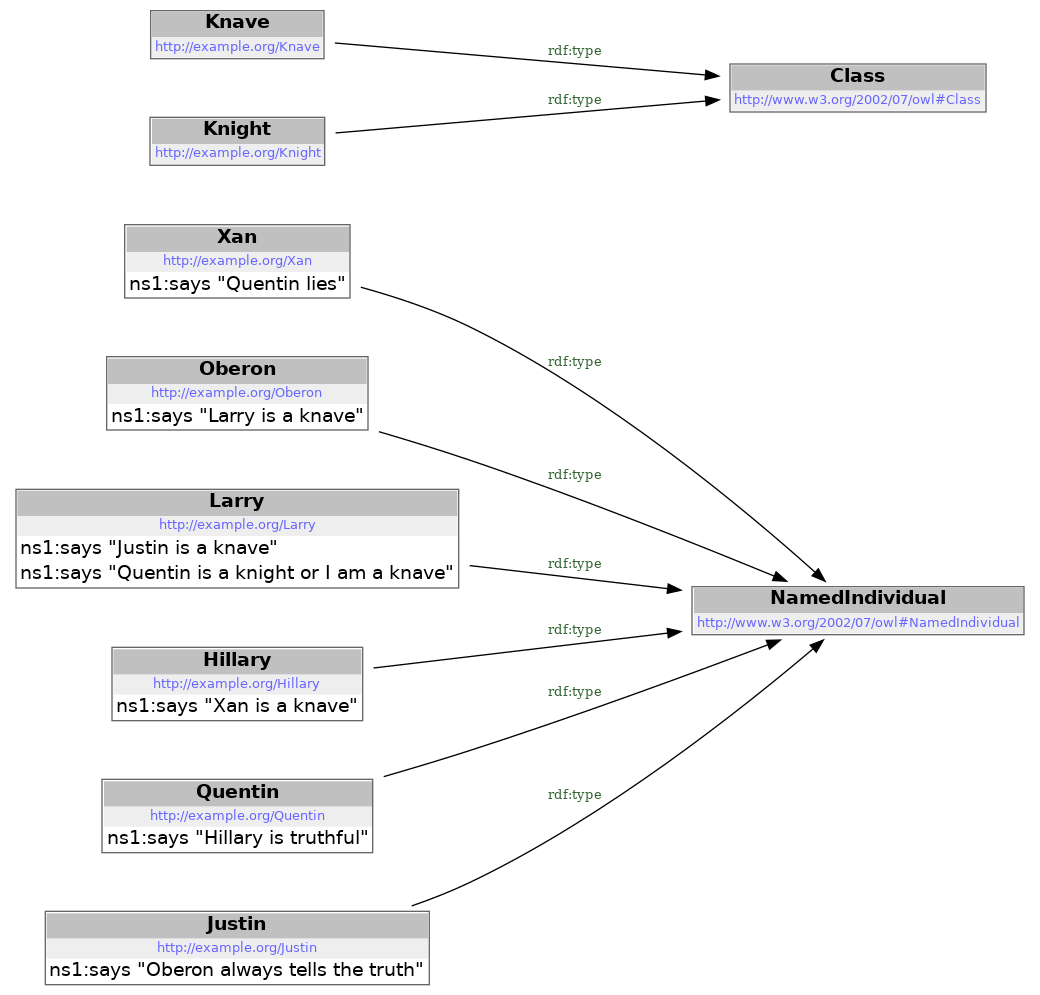 Knave
http://example.org/Knave
rdf:type
Class
http://www.w3.org/2002/07/owl#Class
rdf:type
Knight
http://example.org/Knight
Xan
http://example.org/Xan
ns1:says "Quentin lies"
rdf:type
Oberon
http://example.org/Oberon
ns1:says "Larry is a knave"
rdf:type
Larry
http://example.org/Larry
ns1:says "Justin is a knave"
ns1:says "Quentin is a knight or I am a knave"
rdf:type
NamedIndividual
http://www.w3.org/2002/07/owl#NamedIndividual
rdf:type
Hillary
http://example.org/Hillary
ns1:says "Xan is a knave"
rdf:type
Quentin
http://example.org/Quentin
ns1:says "Hillary is truthful"
rdf:type
Justin
http://example.org/Justin
ns1:says "Oberon always tells the truth"